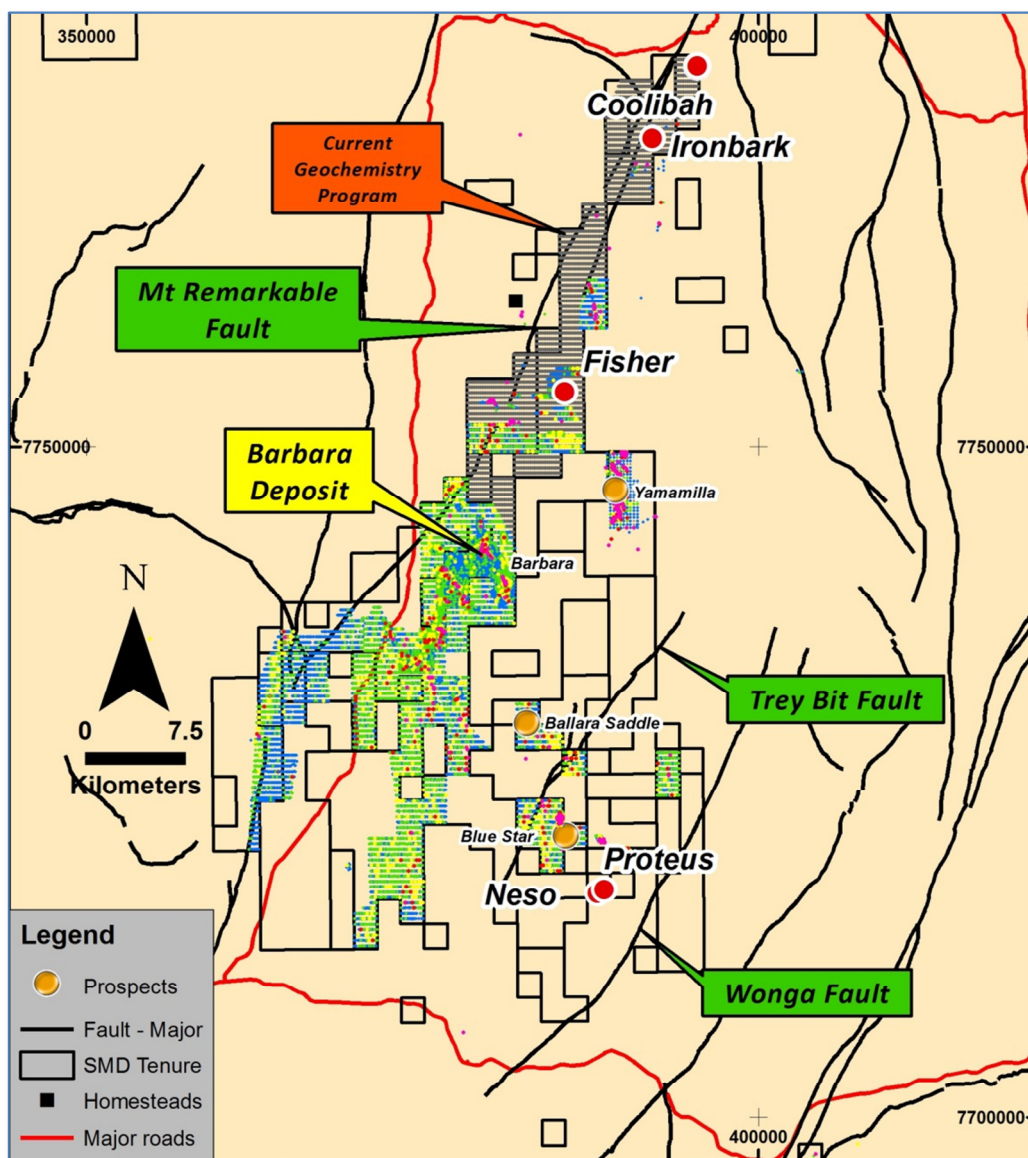 350000
400000
Coolibah
Ironbark
Current
Geochemistry
Program
Mt Remarkable
Fault
Fisher
7750000
7750000
Barbara
Deposit
Yamamilla
Barbara
N
0 7.5
Kilometers
Trey Bit Fault
Ballara Saddle
Blue Star
Proteus
Neso
Wonga Fault
Legend
Prospects
Fault - Major
SMD Tenure
Homesteads
Major roads
400000
7700000